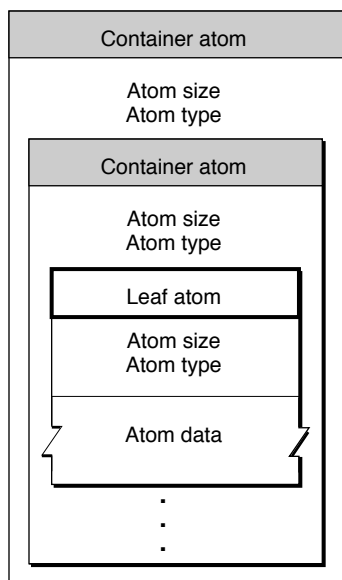 Container atom
Atom size
Atom type
Container atom
Atom size
Atom type
Leaf atom
Atom size
Atom type
Atom data
.
.
.